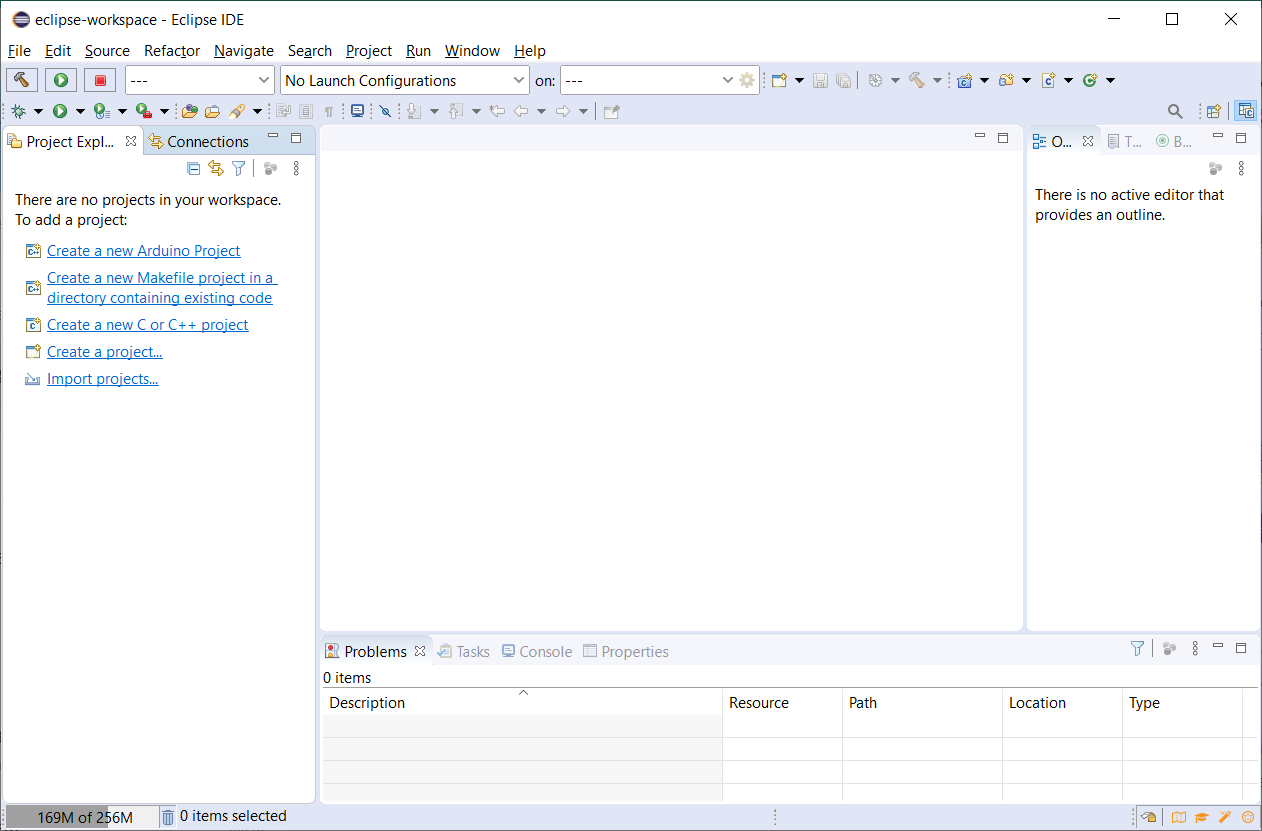 eclipse-workspace - Eclipse IDE
File Edit Source Refactor Navigate Search Project Run Window Help
--- No Launch Configurations on: ---
Project Expl... Connections O... T... B...
There are no projects in your workspace.
To add a project:
Create a new Arduino Project
Create a new Makefile project in a
directory containing existing code
Create a new C or C++ project
Create a project...
Import projects...
There is no active editor that
provides an outline.
Problems Tasks Console Properties
0 items
Description Resource Path Location Type
169M of 256M 0 items selected